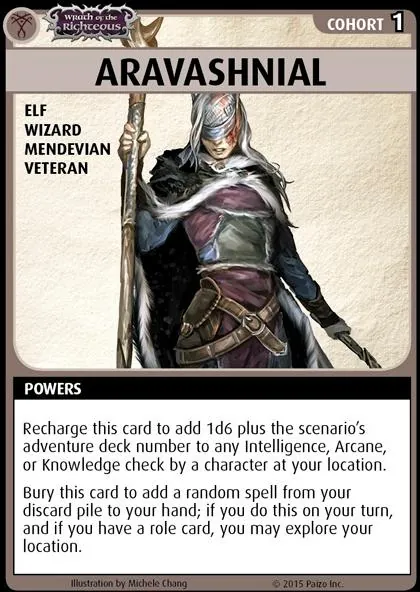 Wrath of the
Righteous
COHORT 1
ARAVASHNIAL
ELF
WIZARD
MENDEVIAN
VETERAN
POWERS
Recharge this card to add 1d6 plus the scenario's
adventure deck number to any Intelligence, Arcane,
or Knowledge check by a character at your location.
Bury this card to add a random spell from your
discard pile to your hand; if you do this on your turn,
and if you have a role card, you may explore your
location.
Illustration by Michele Chang
© 2015 Paizo Inc.